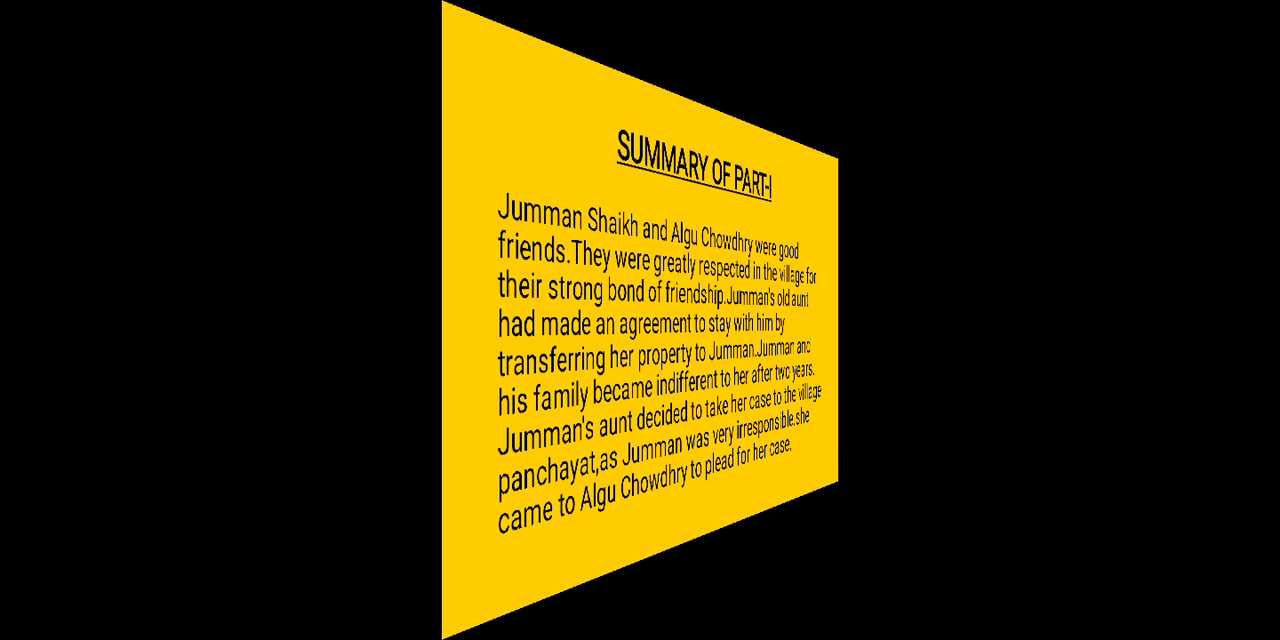 SUMMARY OF PART-I
Jumman Shaikh and Algu Chowdhry were good
friends.They were greatly respected in the village for
their strong bond of friendship.Jumman's old aunt
had made an agreement to stay with him by
transferring her property to Jumman.Jumman and
his family became indifferent to her after two years.
Jumman's aunt decided to take her case to the village
panchayat,as Jumman was very irresponsible.she
came to Algu Chowdhry to plead for her case.